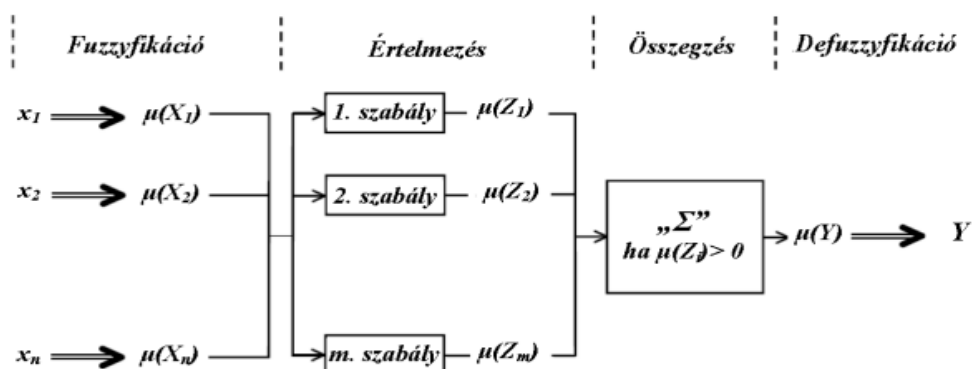 Fuzzyfikáció Értelmezés Összegzés Defuzzyfikáció
x₁ μ(X₁) 1. szabály μ(Z₁)
x₂ μ(X₂) 2. szabály μ(Z₂)
„Σ”
ha μ(Zᵢ)> 0 μ(Y) Y
xₙ μ(Xₙ) m. szabály μ(Zₘ)